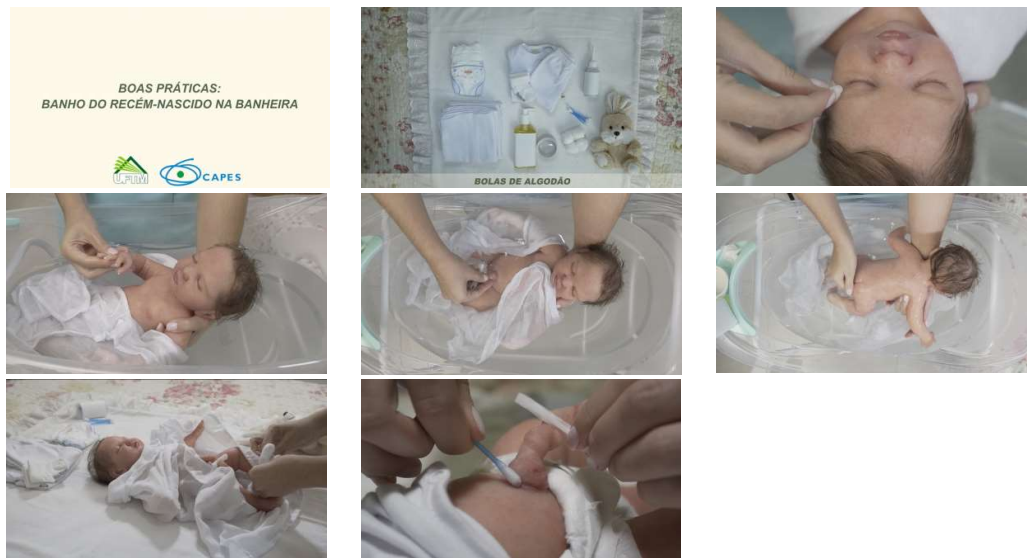 BOAS PRÁTICAS:
BANHO DO RECÉM-NASCIDO NA BANHEIRA
UFTM
CAPES
BOLAS DE ALGODÃO